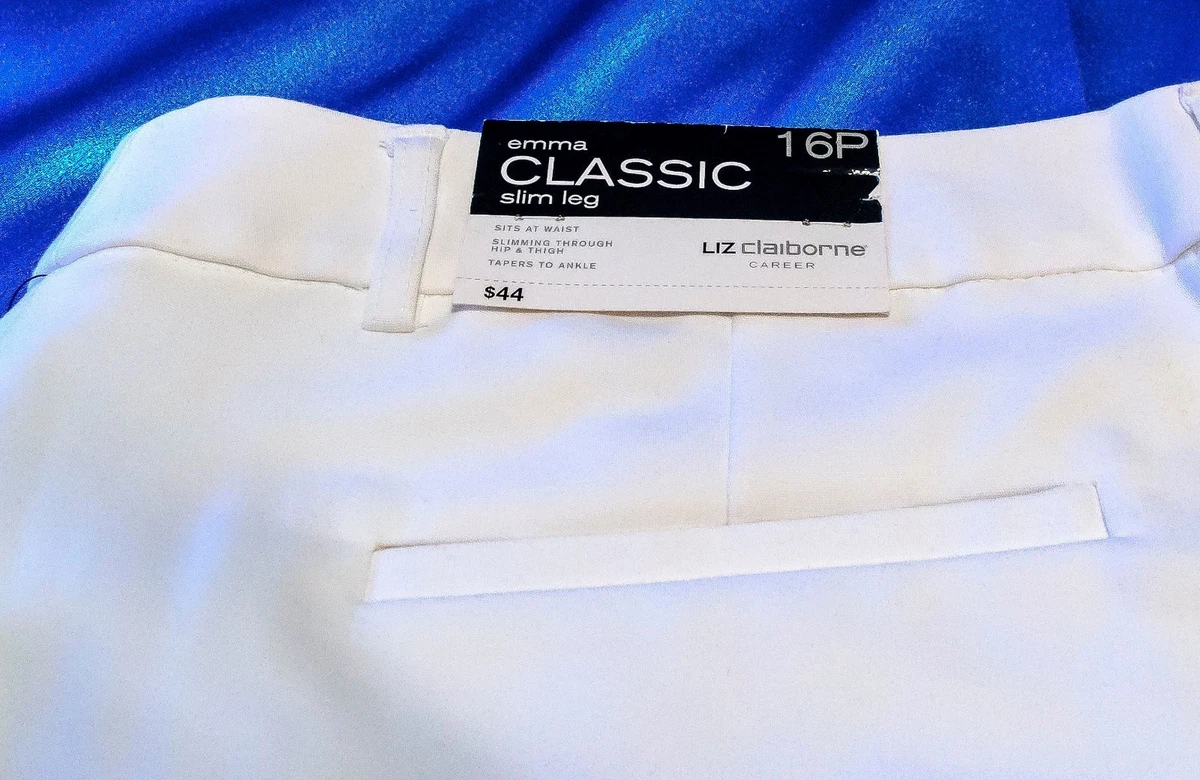 emma
CLASSIC
slim leg
16P
SITS AT WAIST
SLIMMING THROUGH
HIP & THIGH
TAPERS TO ANKLE
LIZ claiborne
CAREER
$44